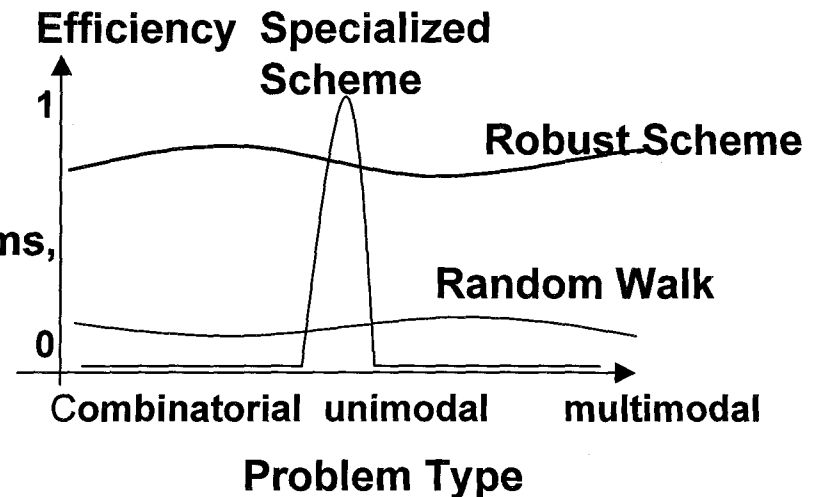 Efficiency Specialized
Scheme
1
Robust Scheme
ms,
Random Walk
0
Combinatorial unimodal multimodal
Problem Type